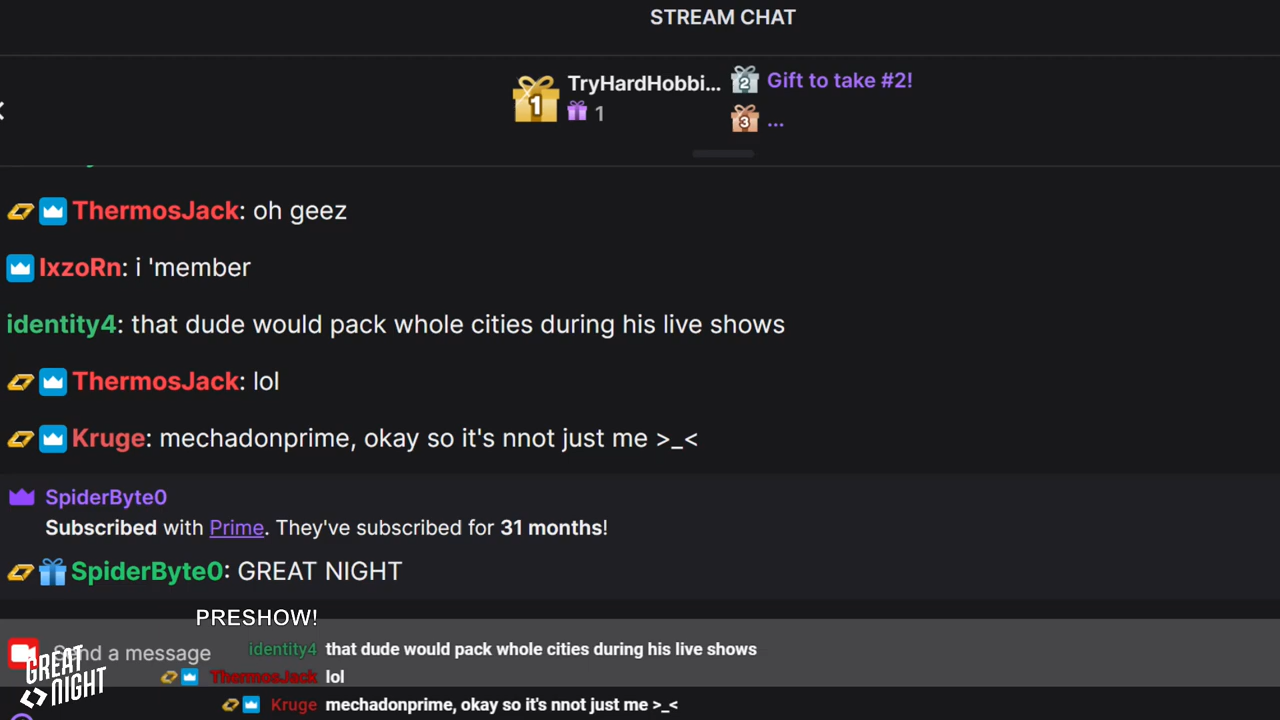 STREAM CHAT
TryHardHobbi...
Gift to take #2!
1
2
3
1
...
ThermosJack: oh geez
IxzoRn: i 'member
identity4: that dude would pack whole cities during his live shows
ThermosJack: lol
Kruge: mechadonprime, okay so it's nnot just me >_<
SpiderByte0
Subscribed with Prime. They've subscribed for 31 months!
SpiderByte0: GREAT NIGHT
PRESHOW!
Send a message
identity4 that dude would pack whole cities during his live shows
ThermosJack lol
Kruge mechadonprime, okay so it's nnot just me >_<
GREAT
NIGHT